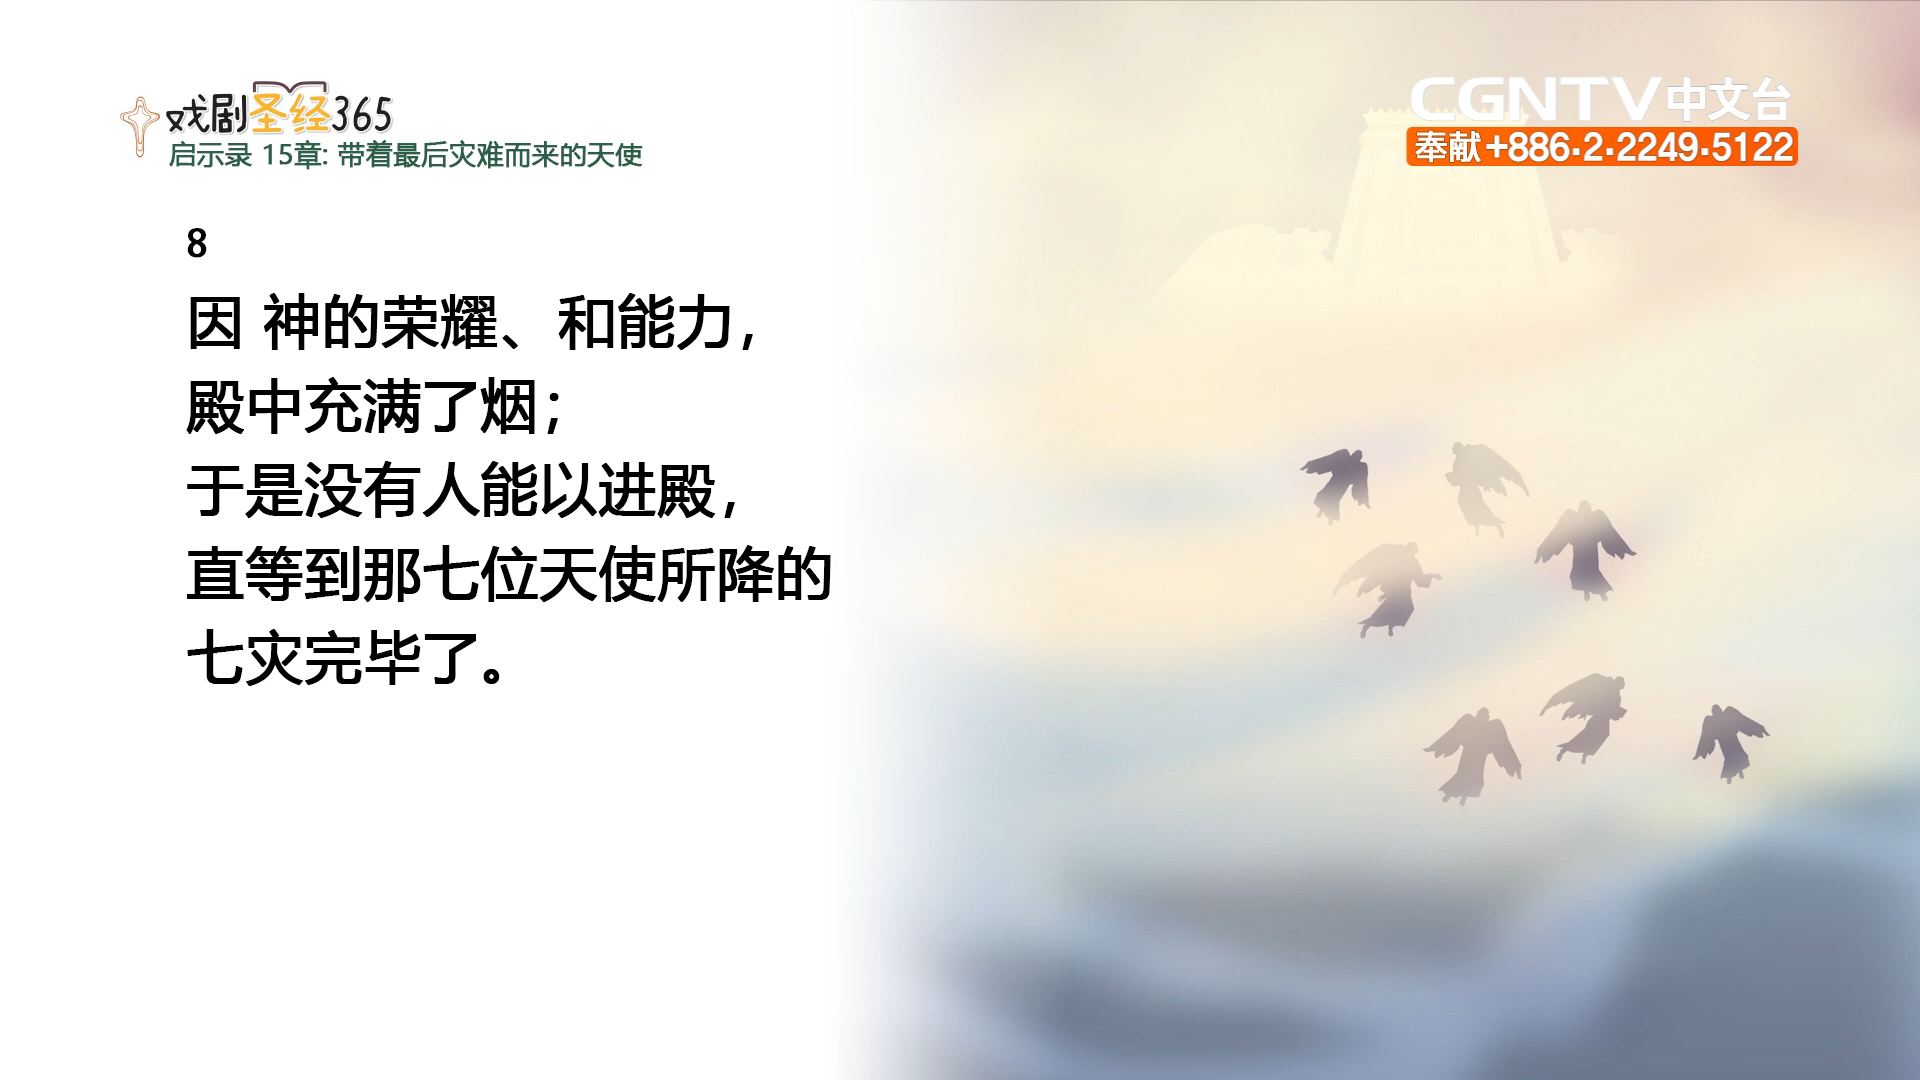 戏剧圣经365
启示录 15章: 带着最后灾难而来的天使
CGNTV中文台
奉献+886·2·2249·5122
8
因 神的荣耀、和能力，
殿中充满了烟；
于是没有人能以进殿，
直等到那七位天使所降的
七灾完毕了。